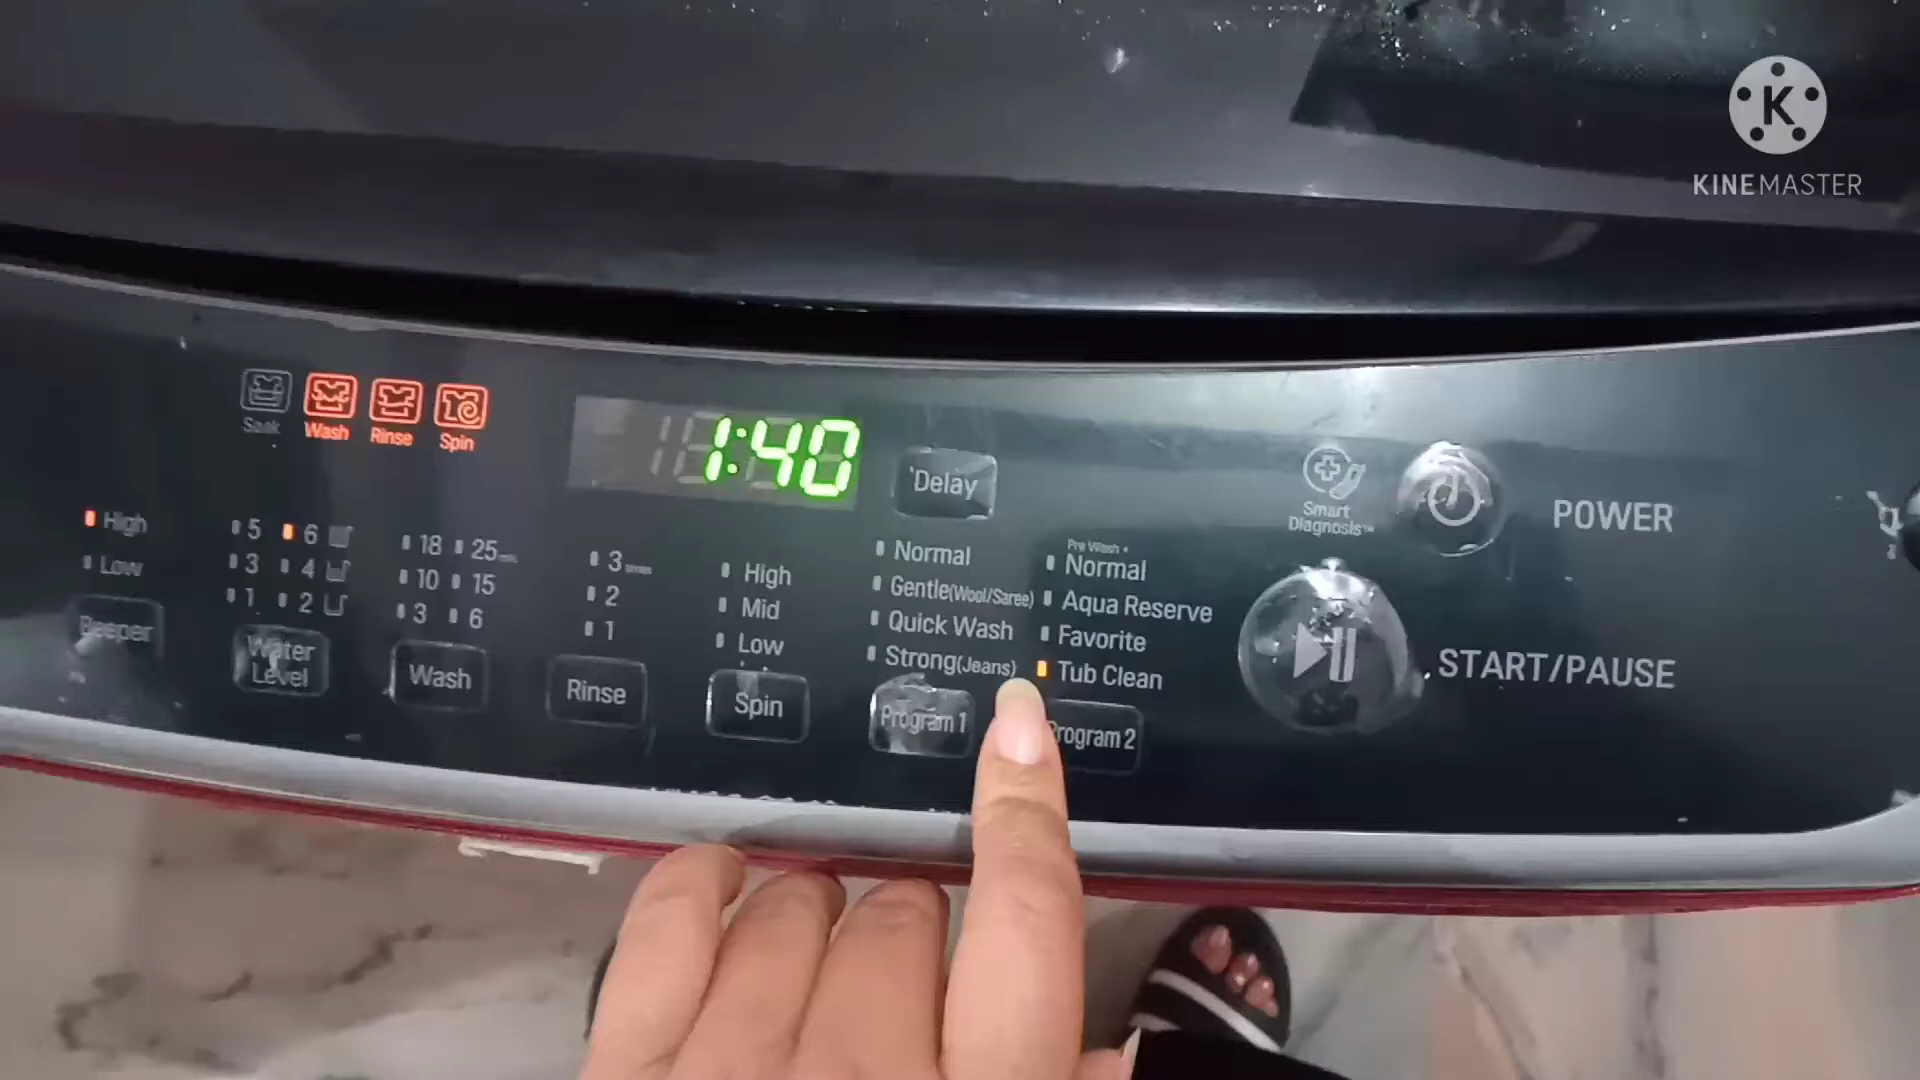 K
KINEMASTER
Soak Wash Rinse Spin
1:40
Delay
Smart
Diagnosis™
POWER
High
Low
Beeper
5 6
3 4
1 2
Water
Level
18 25 min.
10 15
3 6
Wash
3 times
2
1
Rinse
High
Mid
Low
Spin
Normal
Gentle(Wool/Saree)
Quick Wash
Strong(Jeans)
Program 1
Pre Wash +
Normal
Aqua Reserve
Favorite
Tub Clean
Program 2
START/PAUSE